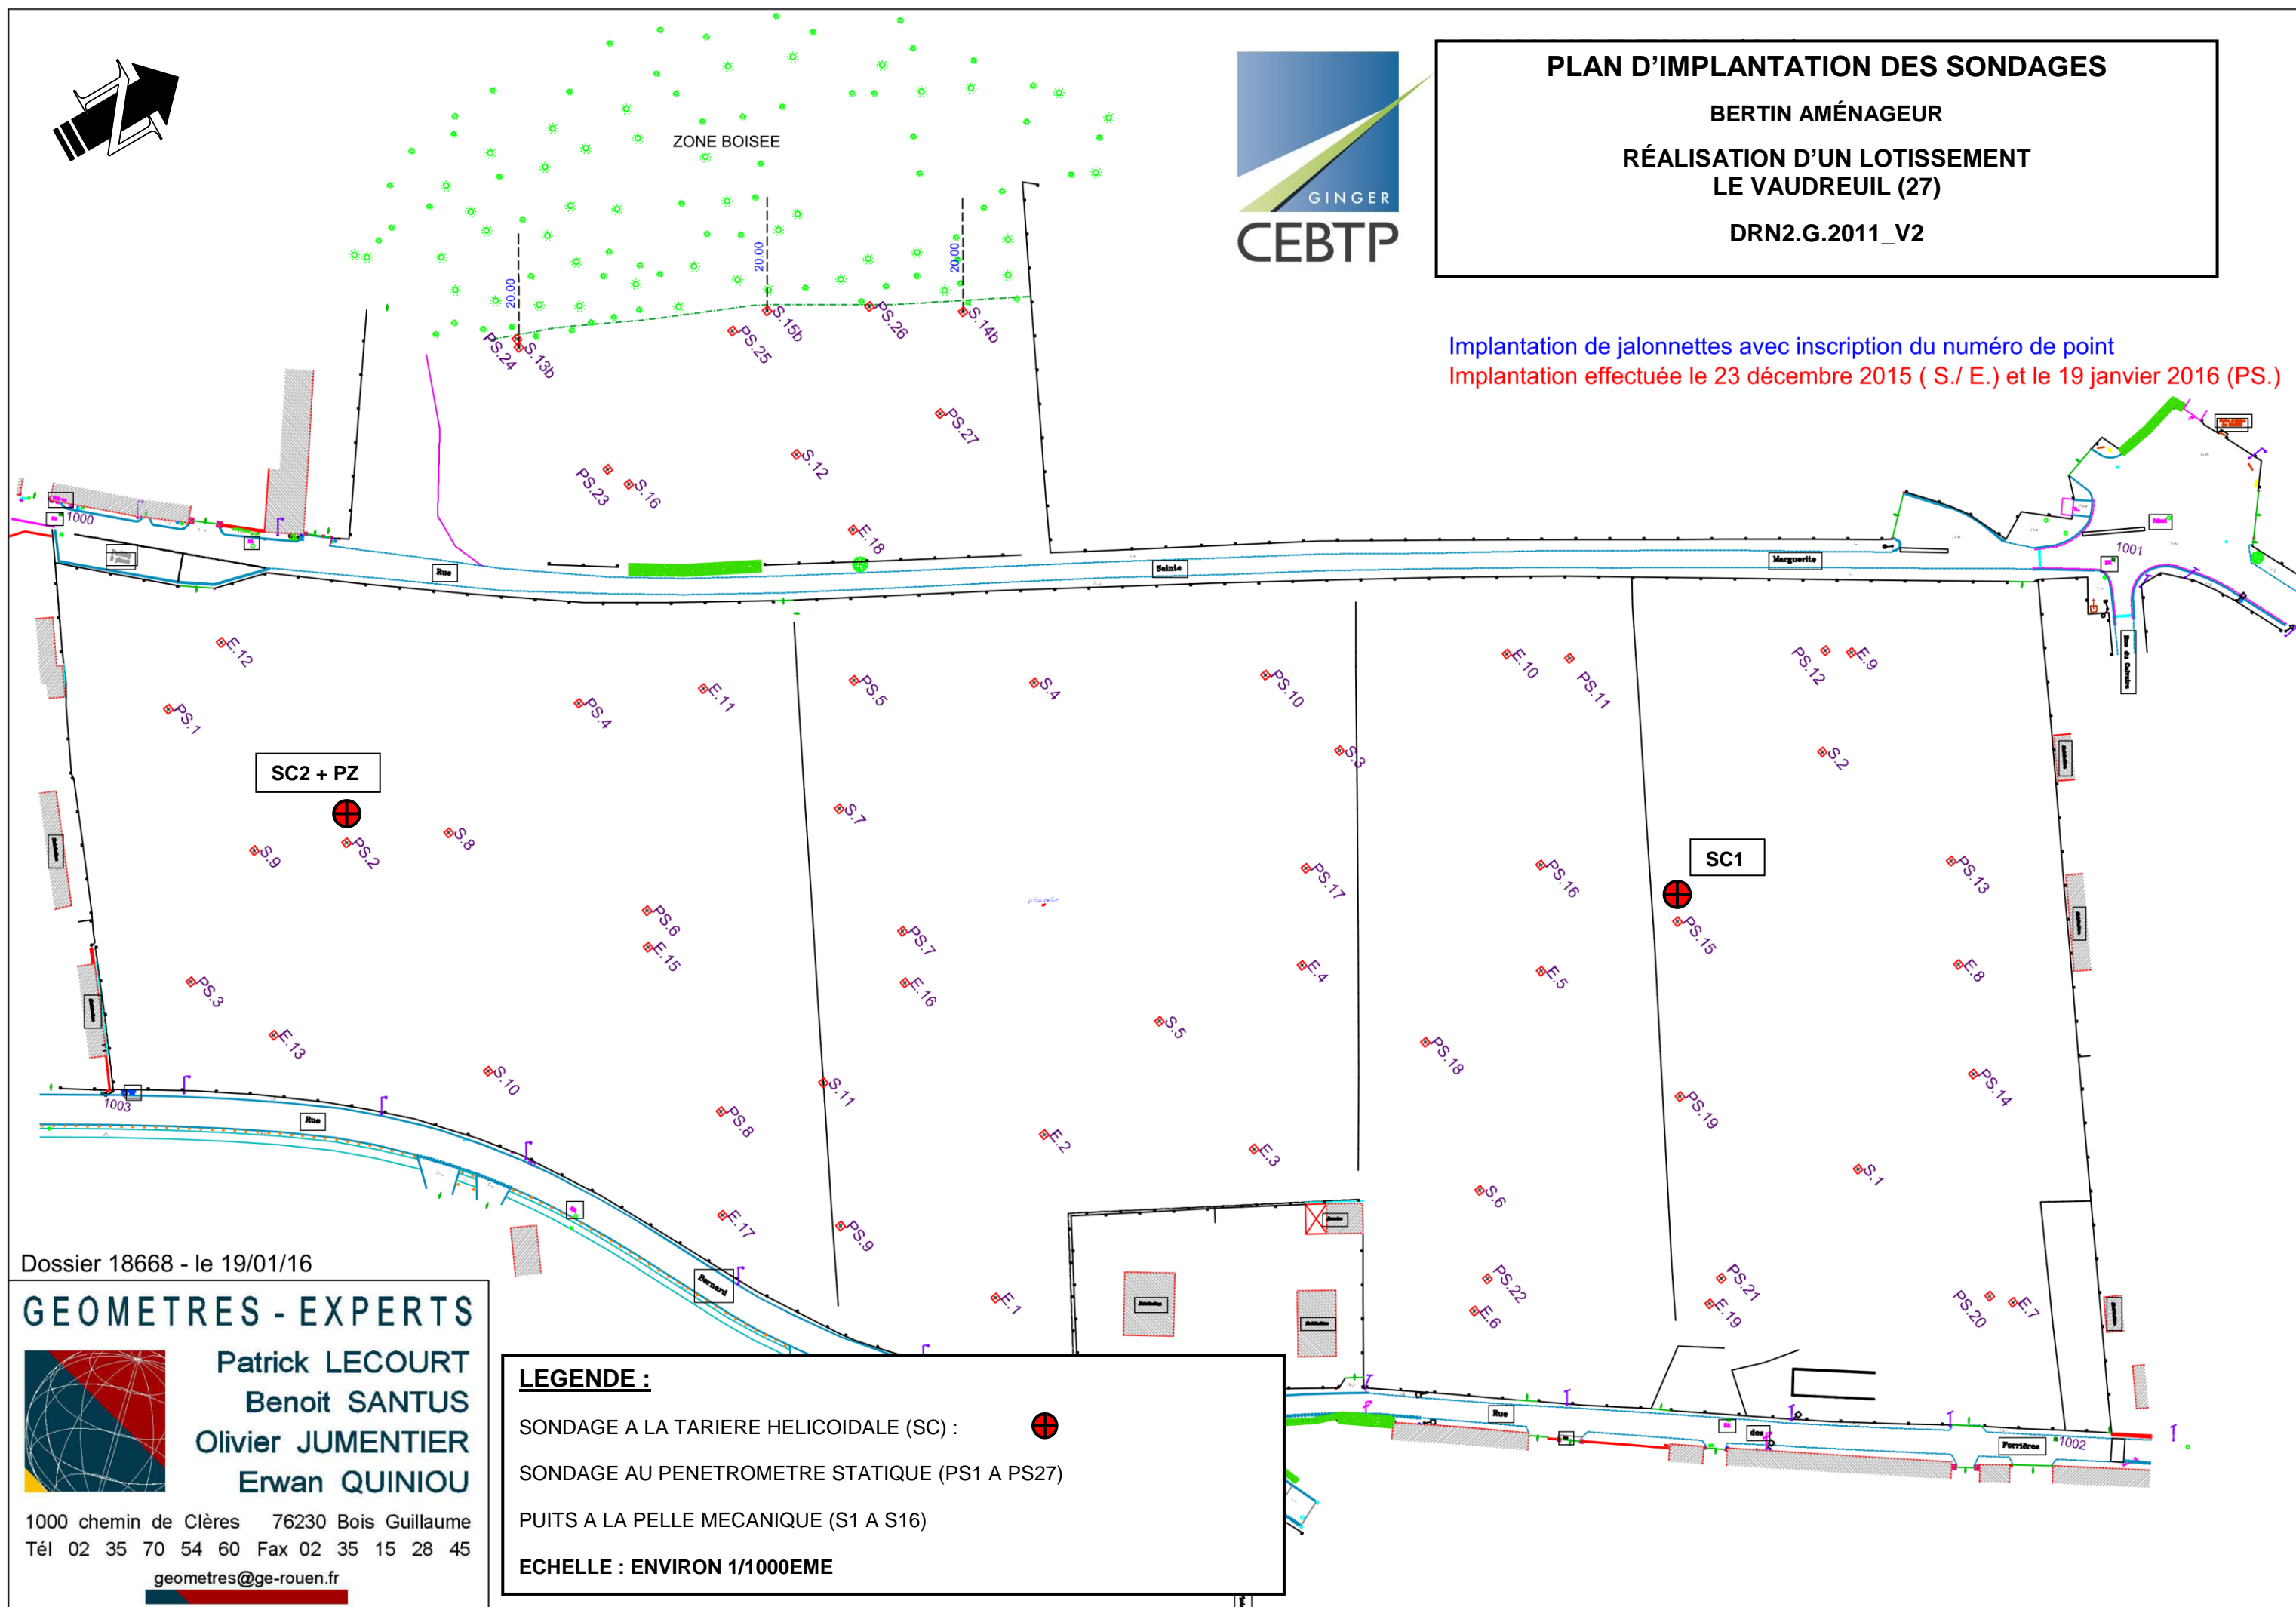 PLAN D'IMPLANTATION DES SONDAGES
BERTIN AMÉNAGEUR
RÉALISATION D'UN LOTISSEMENT
LE VAUDREUIL (27)
DRN2.G.2011_V2
GINGER
CEBTP
Implantation de jalonnettes avec inscription du numéro de point
Implantation effectuée le 23 décembre 2015 ( S./ E.) et le 19 janvier 2016 (PS.)
N
ZONE BOISEE
20.00
20.00
20.00
PS.24
S.13b
PS.25
S.15b
PS.26
S.14b
PS.27
S.12
PS.23
S.16
E.18
1000
Rue
Sainte
Marguerite
1001
E.12
PS.1
PS.4
E.11
PS.5
S.4
PS.10
E.10
PS.11
PS.12
E.9
S.3
S.2
SC2 + PZ
S.7
S.9
PS.2
S.8
SC1
PS.17
PS.16
PS.13
PS.6
PS.15
PS.7
E.15
E.4
E.5
E.8
PS.3
E.16
S.5
E.13
PS.18
S.10
S.11
PS.14
PS.8
PS.19
1003
Rue
E.2
E.3
S.1
S.6
E.17
PS.9
Bernard
E.1
PS.22
E.6
PS.21
E.19
PS.20
E.7
Rue
des
Forrières
1002
Dossier 18668 - le 19/01/16
GEOMETRES - EXPERTS
Patrick LECOURT
Benoit SANTUS
Olivier JUMENTIER
Erwan QUINIOU
1000 chemin de Clères 76230 Bois Guillaume
Tél 02 35 70 54 60 Fax 02 35 15 28 45
geometres@ge-rouen.fr
LEGENDE :
SONDAGE A LA TARIERE HELICOIDALE (SC) :
SONDAGE AU PENETROMETRE STATIQUE (PS1 A PS27)
PUITS A LA PELLE MECANIQUE (S1 A S16)
ECHELLE : ENVIRON 1/1000EME